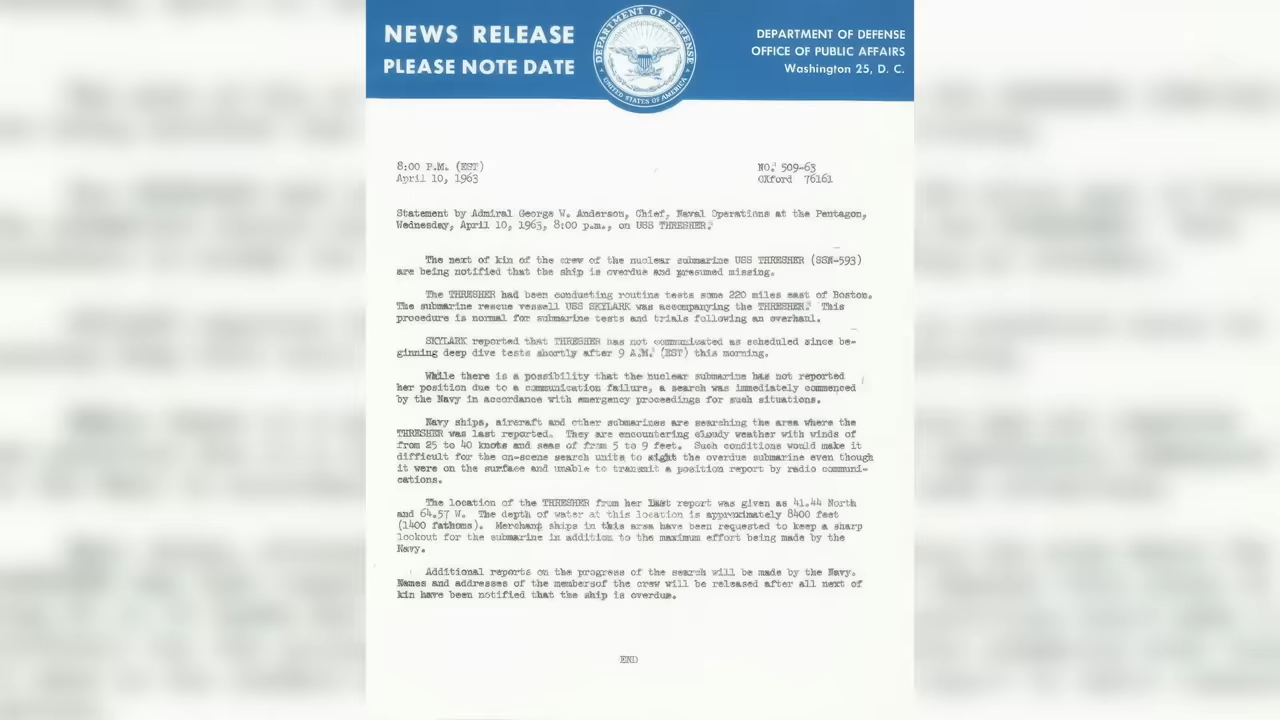 NEWS RELEASE
PLEASE NOTE DATE
DEPARTMENT OF DEFENSE
UNITED STATES OF AMERICA
DEPARTMENT OF DEFENSE
OFFICE OF PUBLIC AFFAIRS
Washington 25, D. C.
8:00 P.M. (EST)
April 10, 1963
NO. 509-63
OXford 76161
Statement by Admiral George W. Anderson, Chief, Naval Operations at the Pentagon,
Wednesday, April 10, 1963, 8:00 p.m., on USS THRESHER.
The next of kin of the crew of the nuclear submarine USS THRESHER (SSN-593)
are being notified that the ship is overdue and presumed missing.
The THRESHER had been conducting routine tests some 220 miles east of Boston.
The submarine rescue vessell USS SKYLARK was accompanying the THRESHER. This
procedure is normal for submarine tests and trials following an overhaul.
SKYLARK reported that THRESHER has not communicated as scheduled since be-
ginning deep dive tests shortly after 9 A.M. (EST) this morning.
While there is a possibility that the nuclear submarine has not reported
her position due to a communication failure, a search was immediately commenced
by the Navy in accordance with emergency proceedings for such situations.
Navy ships, aircraft and other submarines are searching the area where the
THRESHER was last reported. They are encountering cloudy weather with winds of
from 25 to 40 knots and seas of from 5 to 9 feet. Such conditions would make it
difficult for the on-scene search units to sight the overdue submarine even though
it were on the surface and unable to transmit a position report by radio communi-
cations.
The location of the THRESHER from her last report was given as 41.44 North
and 64.57 W. The depth of water at this location is approximately 8400 feet
(1400 fathoms). Merchant ships in this area have been requested to keep a sharp
lookout for the submarine in addition to the maximum effort being made by the
Navy.
Additional reports on the progress of the search will be made by the Navy.
Names and addresses of the membersof the crew will be released after all next of
kin have been notified that the ship is overdue.
END